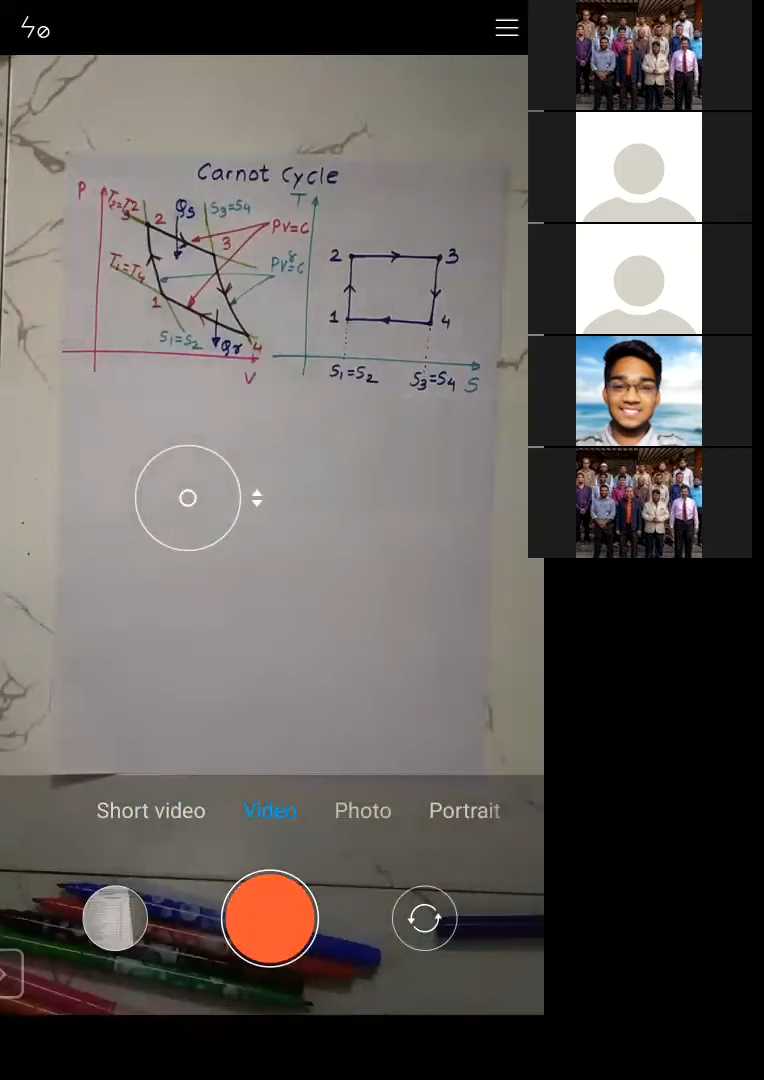 Carnot Cycle
P
T3=T2
2
Qs
S3=S4
PV=C
3
T1=T4
PVγ=C
1
S1=S2
Qr
4
V
T
2
3
1
4
S1=S2
S3=S4
S
Short video
Video
Photo
Portrait